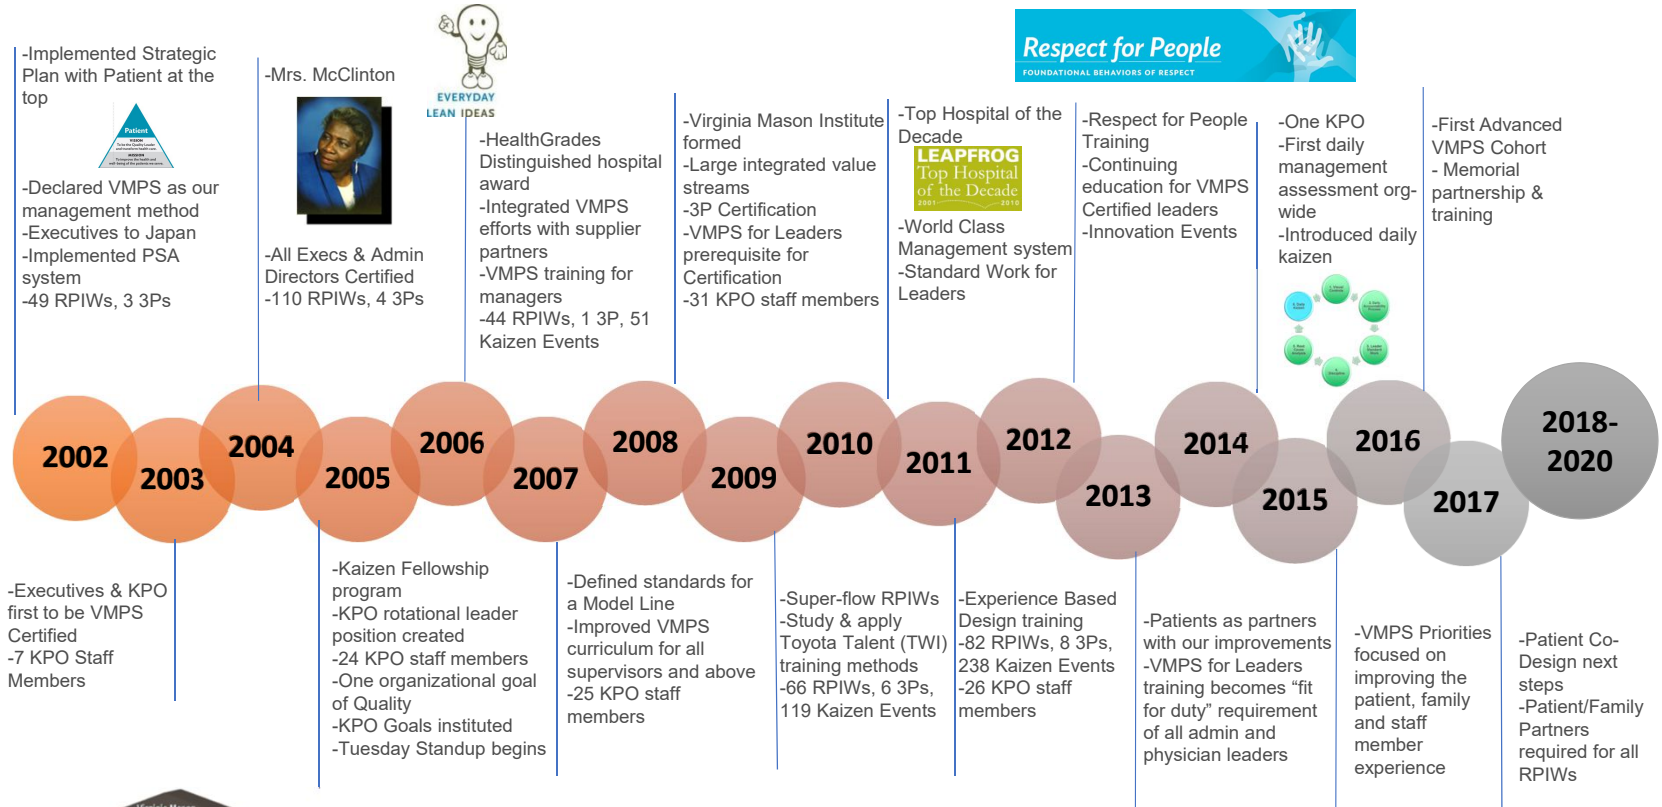 -Implemented Strategic
Plan with Patient at the
top
Patient
VISION
MISSION
-Declared VMPS as our
management method
-Executives to Japan
-Implemented PSA
system
-49 RPIWs, 3 3Ps
-Mrs. McClinton
-All Execs & Admin
Directors Certified
-110 RPIWs, 4 3Ps
EVERYDAY
LEAN IDEAS
-HealthGrades
Distinguished hospital
award
-Integrated VMPS
efforts with supplier
partners
-VMPS training for
managers
-44 RPIWs, 1 3P, 51
Kaizen Events
-Virginia Mason Institute
formed
-Large integrated value
streams
-3P Certification
-VMPS for Leaders
prerequisite for
Certification
-31 KPO staff members
-Top Hospital of the
Decade
LEAPFROG
Top Hospital
of the Decade
2001 2010
-World Class
Management system
-Standard Work for
Leaders
Respect for People
FOUNDATIONAL BEHAVIORS OF RESPECT
-Respect for People
Training
-Continuing
education for VMPS
Certified leaders
-Innovation Events
-One KPO
-First daily
management
assessment org-
wide
-Introduced daily
kaizen
-First Advanced
VMPS Cohort
- Memorial
partnership &
training
2002
2003
2004
2005
2006
2007
2008
2009
2010
2011
2012
2013
2014
2015
2016
2017
2018-
2020
-Executives & KPO
first to be VMPS
Certified
-7 KPO Staff
Members
-Kaizen Fellowship
program
-KPO rotational leader
position created
-24 KPO staff members
-One organizational goal
of Quality
-KPO Goals instituted
-Tuesday Standup begins
-Defined standards for
a Model Line
-Improved VMPS
curriculum for all
supervisors and above
-25 KPO staff
members
-Super-flow RPIWs
-Study & apply
Toyota Talent (TWI)
training methods
-66 RPIWs, 6 3Ps,
119 Kaizen Events
-Experience Based
Design training
-82 RPIWs, 8 3Ps,
238 Kaizen Events
-26 KPO staff
members
-Patients as partners
with our improvements
-VMPS for Leaders
training becomes “fit
for duty” requirement
of all admin and
physician leaders
-VMPS Priorities
focused on
improving the
patient, family
and staff
member
experience
-Patient Co-
Design next
steps
-Patient/Family
Partners
required for all
RPIWs